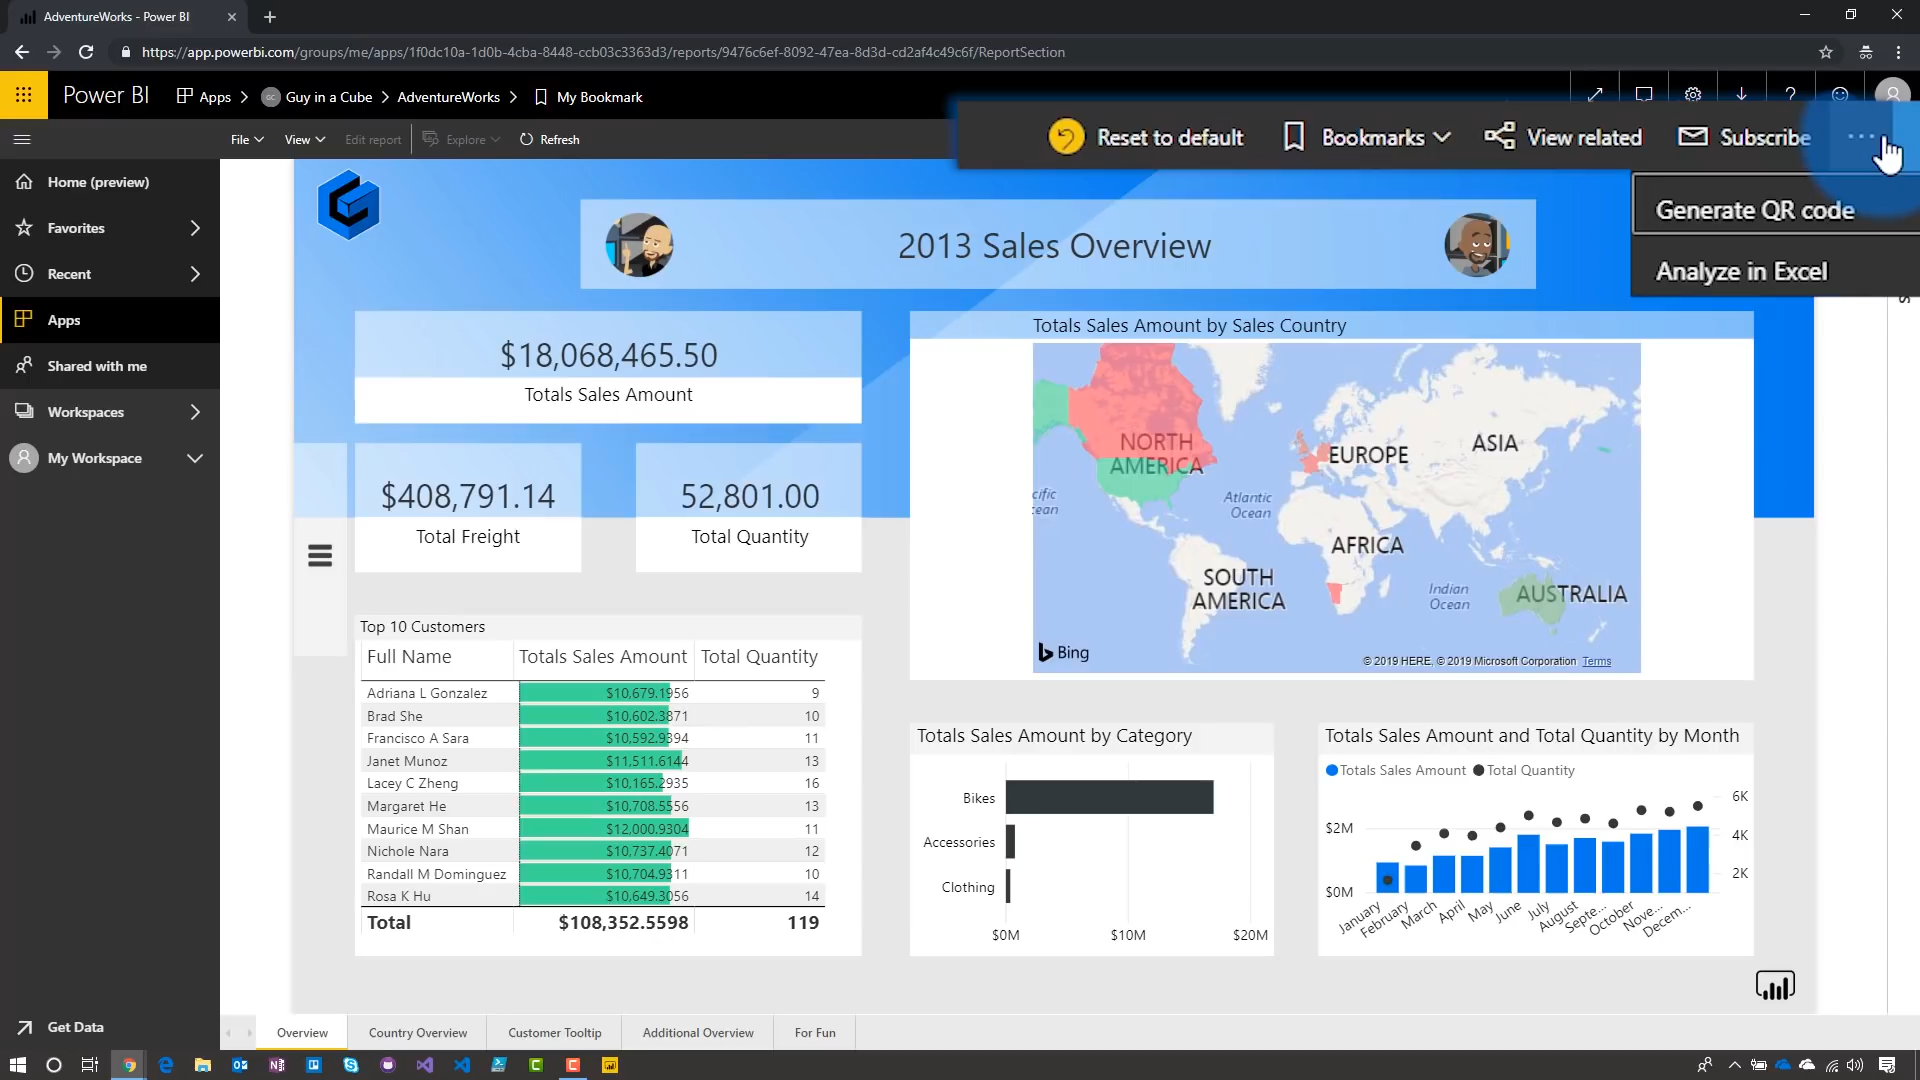 AdventureWorks - Power BI
https://app.powerbi.com/groups/me/apps/1f0dc10a-1d0b-4cba-8448-ccb03c3363d3/reports/9476c6ef-8092-47ea-8d3d-cd2af4c49c6f/ReportSection
Power BI
Apps
GC
Guy in a Cube
AdventureWorks
My Bookmark
File
View
Edit report
Explore
Refresh
Reset to default
Bookmarks
View related
Subscribe
Generate QR code
Analyze in Excel
Home (preview)
Favorites
Recent
Apps
Shared with me
Workspaces
My Workspace
Get Data
2013 Sales Overview
$18,068,465.50
Totals Sales Amount
$408,791.14
Total Freight
52,801.00
Total Quantity
Totals Sales Amount by Sales Country
NORTH
AMERICA
EUROPE
ASIA
cific
cean
Atlantic
Ocean
AFRICA
SOUTH
AMERICA
Indian
Ocean
AUSTRALIA
Bing
© 2019 HERE, © 2019 Microsoft Corporation Terms
Top 10 Customers
Full Name Totals Sales Amount Total Quantity
Adriana L Gonzalez $10,679.1956 9
Brad She $10,602.3871 10
Francisco A Sara $10,592.9394 11
Janet Munoz $11,511.6144 13
Lacey C Zheng $10,165.2935 16
Margaret He $10,708.5556 13
Maurice M Shan $12,000.9304 11
Nichole Nara $10,737.4071 12
Randall M Dominguez $10,704.9311 10
Rosa K Hu $10,649.3056 14
Total $108,352.5598 119
Totals Sales Amount by Category
Bikes
Accessories
Clothing
$0M $10M $20M
Totals Sales Amount and Total Quantity by Month
Totals Sales Amount Total Quantity
6K
$2M
4K
2K
$0M
January
February
March
April
May
June
July
August
Septe...
October
Nove...
Decem...
Overview
Country Overview
Customer Tooltip
Additional Overview
For Fun